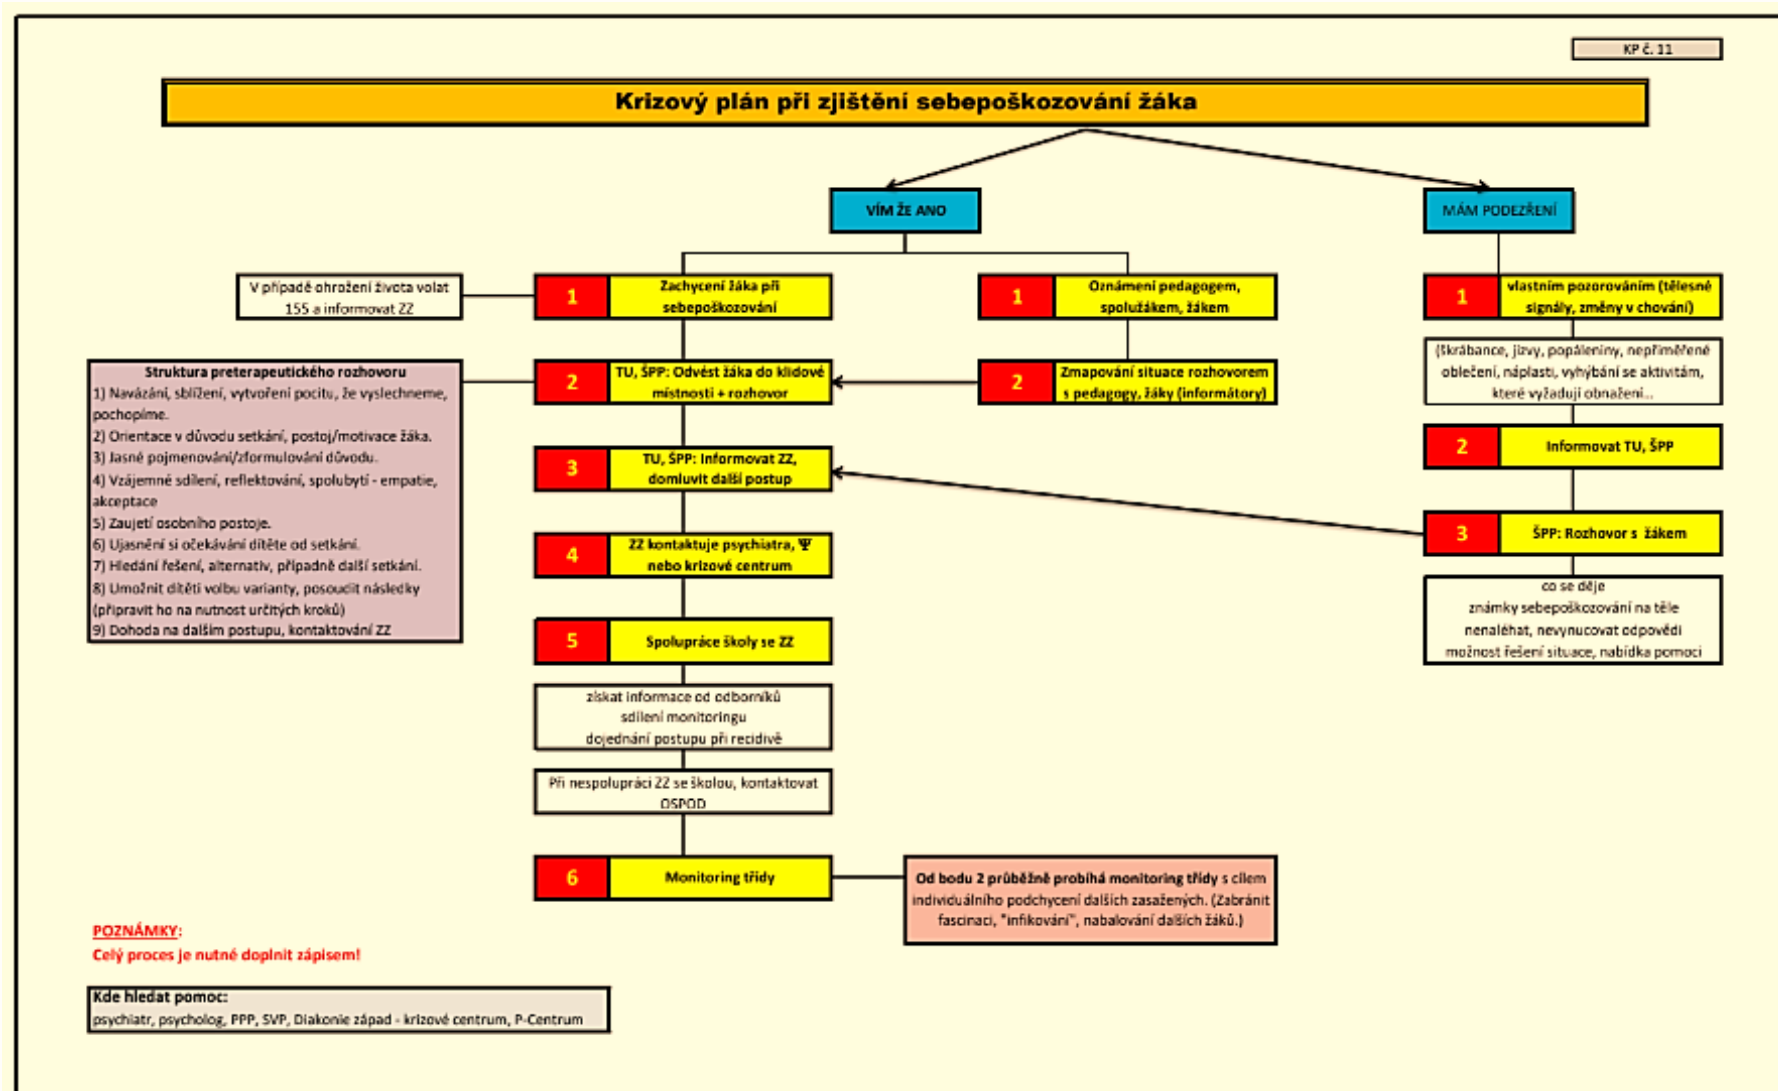 KP č. 11
Krizový plán při zjištění sebepoškozování žáka
VÍM ŽE ANO
MÁM PODEZŘENÍ
V případě ohrožení života volat
155 a informovat ZZ
1
Zachycení žáka při
sebepoškozování
1
Oznámení pedagogem,
spolužákem, žákem
1
vlastním pozorováním (tělesné
signály, změny v chování)
(škrábance, jizvy, popáleniny, nepřiměřené
oblečení, náplasti, vyhýbání se aktivitám,
které vyžadují obnažení...
Struktura preterapeutického rozhovoru
1) Navázání, sblížení, vytvoření pocitu, že vyslechneme,
pochopíme.
2) Orientace v důvodu setkání, postoj/motivace žáka.
3) Jasné pojmenování/zformulování důvodu.
4) Vzájemné sdílení, reflektování, spolubytí - empatie,
akceptace
5) Zaujetí osobního postoje.
6) Ujasnění si očekávání dítěte od setkání.
7) Hledání řešení, alternativ, případně další setkání.
8) Umožnit dítěti volbu varianty, posoudit následky
(připravit ho na nutnost určitých kroků)
9) Dohoda na dalším postupu, kontaktování ZZ
2
TU, ŠPP: Odvést žáka do klidové
místnosti + rozhovor
2
Zmapování situace rozhovorem
s pedagogy, žáky (informátory)
2
Informovat TU, ŠPP
3
TU, ŠPP: Informovat ZZ,
domluvit další postup
3
ŠPP: Rozhovor s žákem
co se děje
známky sebepoškozování na těle
nenaléhat, nevynucovat odpovědi
možnost řešení situace, nabídka pomoci
4
ZZ kontaktuje psychiatra, Ψ
nebo krizové centrum
5
Spolupráce školy se ZZ
získat informace od odborníků
sdílení monitoringu
dojednání postupu při recidivě
Při nespolupráci ZZ se školou, kontaktovat
OSPOD
6
Monitoring třídy
Od bodu 2 průběžně probíhá monitoring třídy s cílem
individuálního podchycení dalších zasažených. (Zabránit
fascinaci, "infikování", nabalování dalších žáků.)
POZNÁMKY:
Celý proces je nutné doplnit zápisem!
Kde hledat pomoc:
psychiatr, psycholog, PPP, SVP, Diakonie západ - krizové centrum, P-Centrum